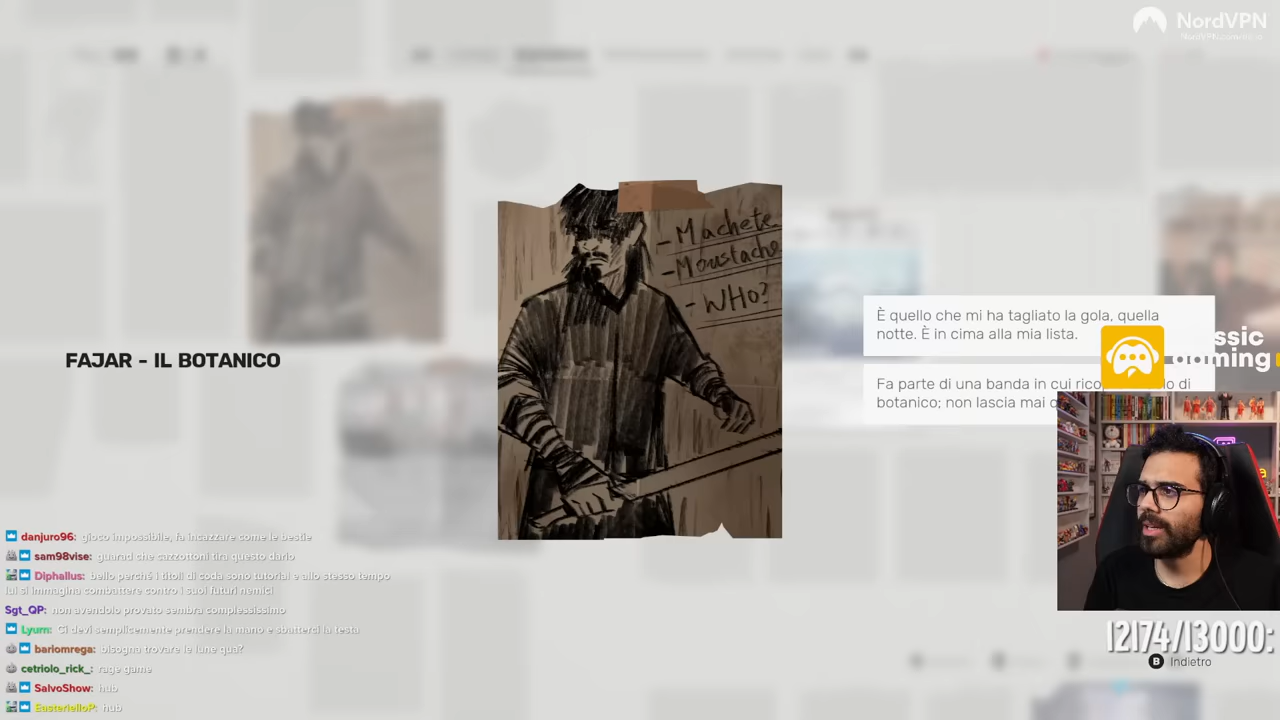 NordVPN
FAJAR - IL BOTANICO
- Machete
- Moustache
- WHO?
È quello che mi ha tagliato la gola, quella
notte. È in cima alla mia lista.
Fa parte di una banda in cui di
botanico; non lascia mai
ssic
Gaming
danjuro96: gioco impossibile, fa incazzare come le bestie
sam98vise: guarad che cazzottoni tira questo dario
Diphallus: bello perché i titoli di coda sono tutorial e allo stesso tempo
lui si immagina combattere contro i suoi futuri nemici
Sgt_QP: non avendolo provato sembra complessissimo
Lyurn: Ci devi semplicemente prendere la mano e sbatterci la testa
bariomrega: bisogna trovare le lune qua?
cetriolo_rick_: rage game
SalvoShow: hub
EasterielloP: hub
12174/13000:
B Indietro